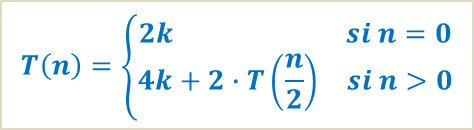 T(n) = { 2k si n = 0
4k + 2 · T(n/2) si n > 0